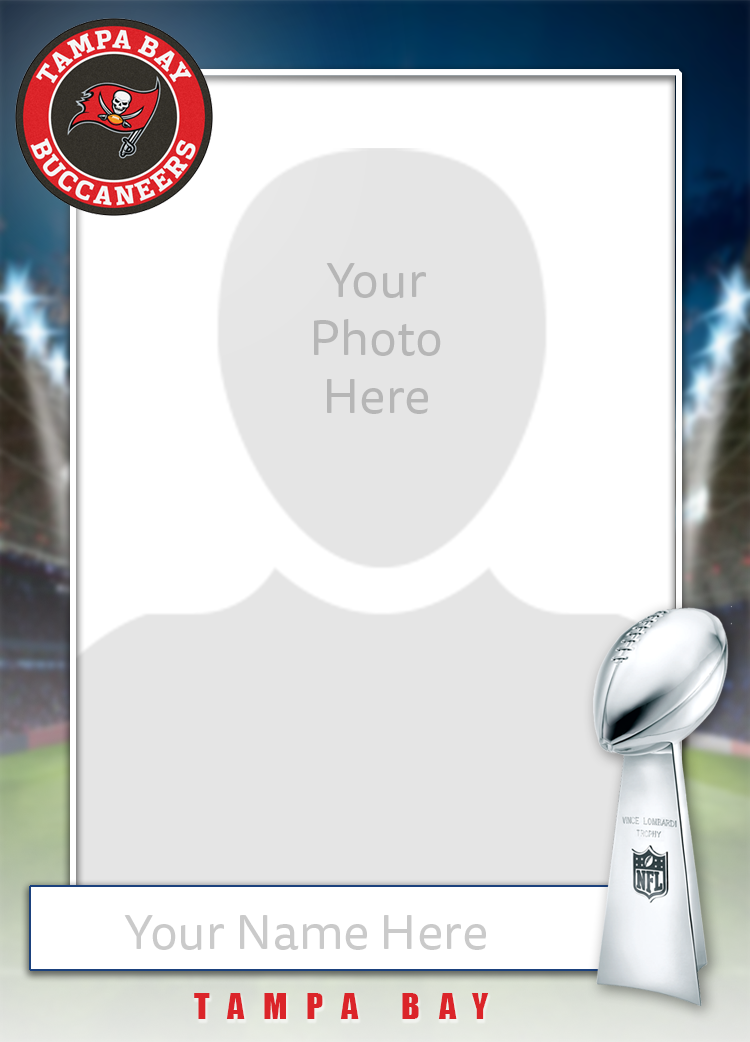 TAMPA BAY
BUCCANEERS
Your
Photo
Here
VINCE LOMBARDI
TROPHY
NFL
Your Name Here
TAMPA BAY